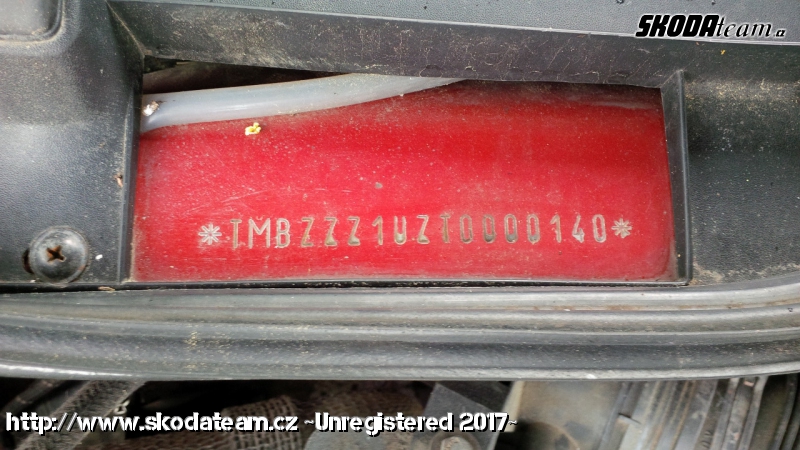 SKODAteam.cz
*TMBZZZ1UZT0000140*
http://www.skodateam.cz ~Unregistered 2017~